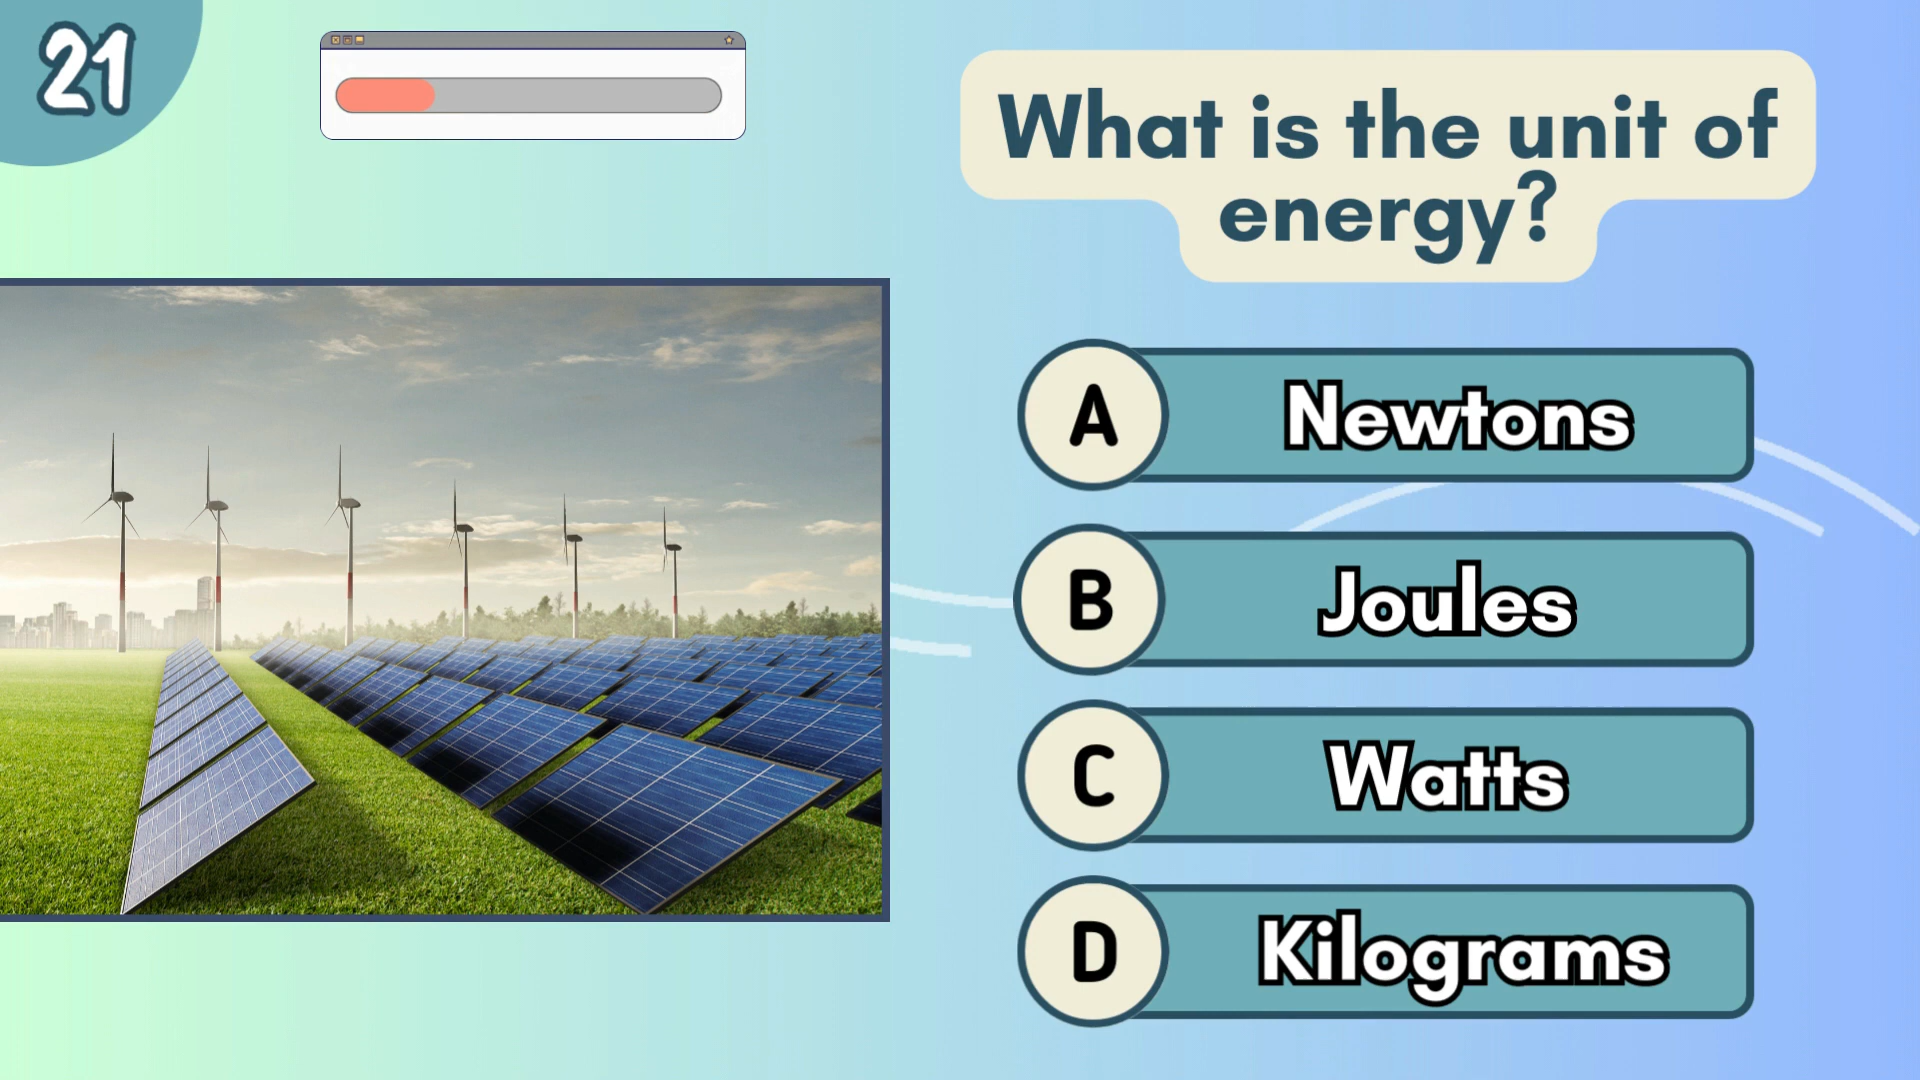 21
What is the unit of
energy?
A Newtons
B Joules
C Watts
D Kilograms